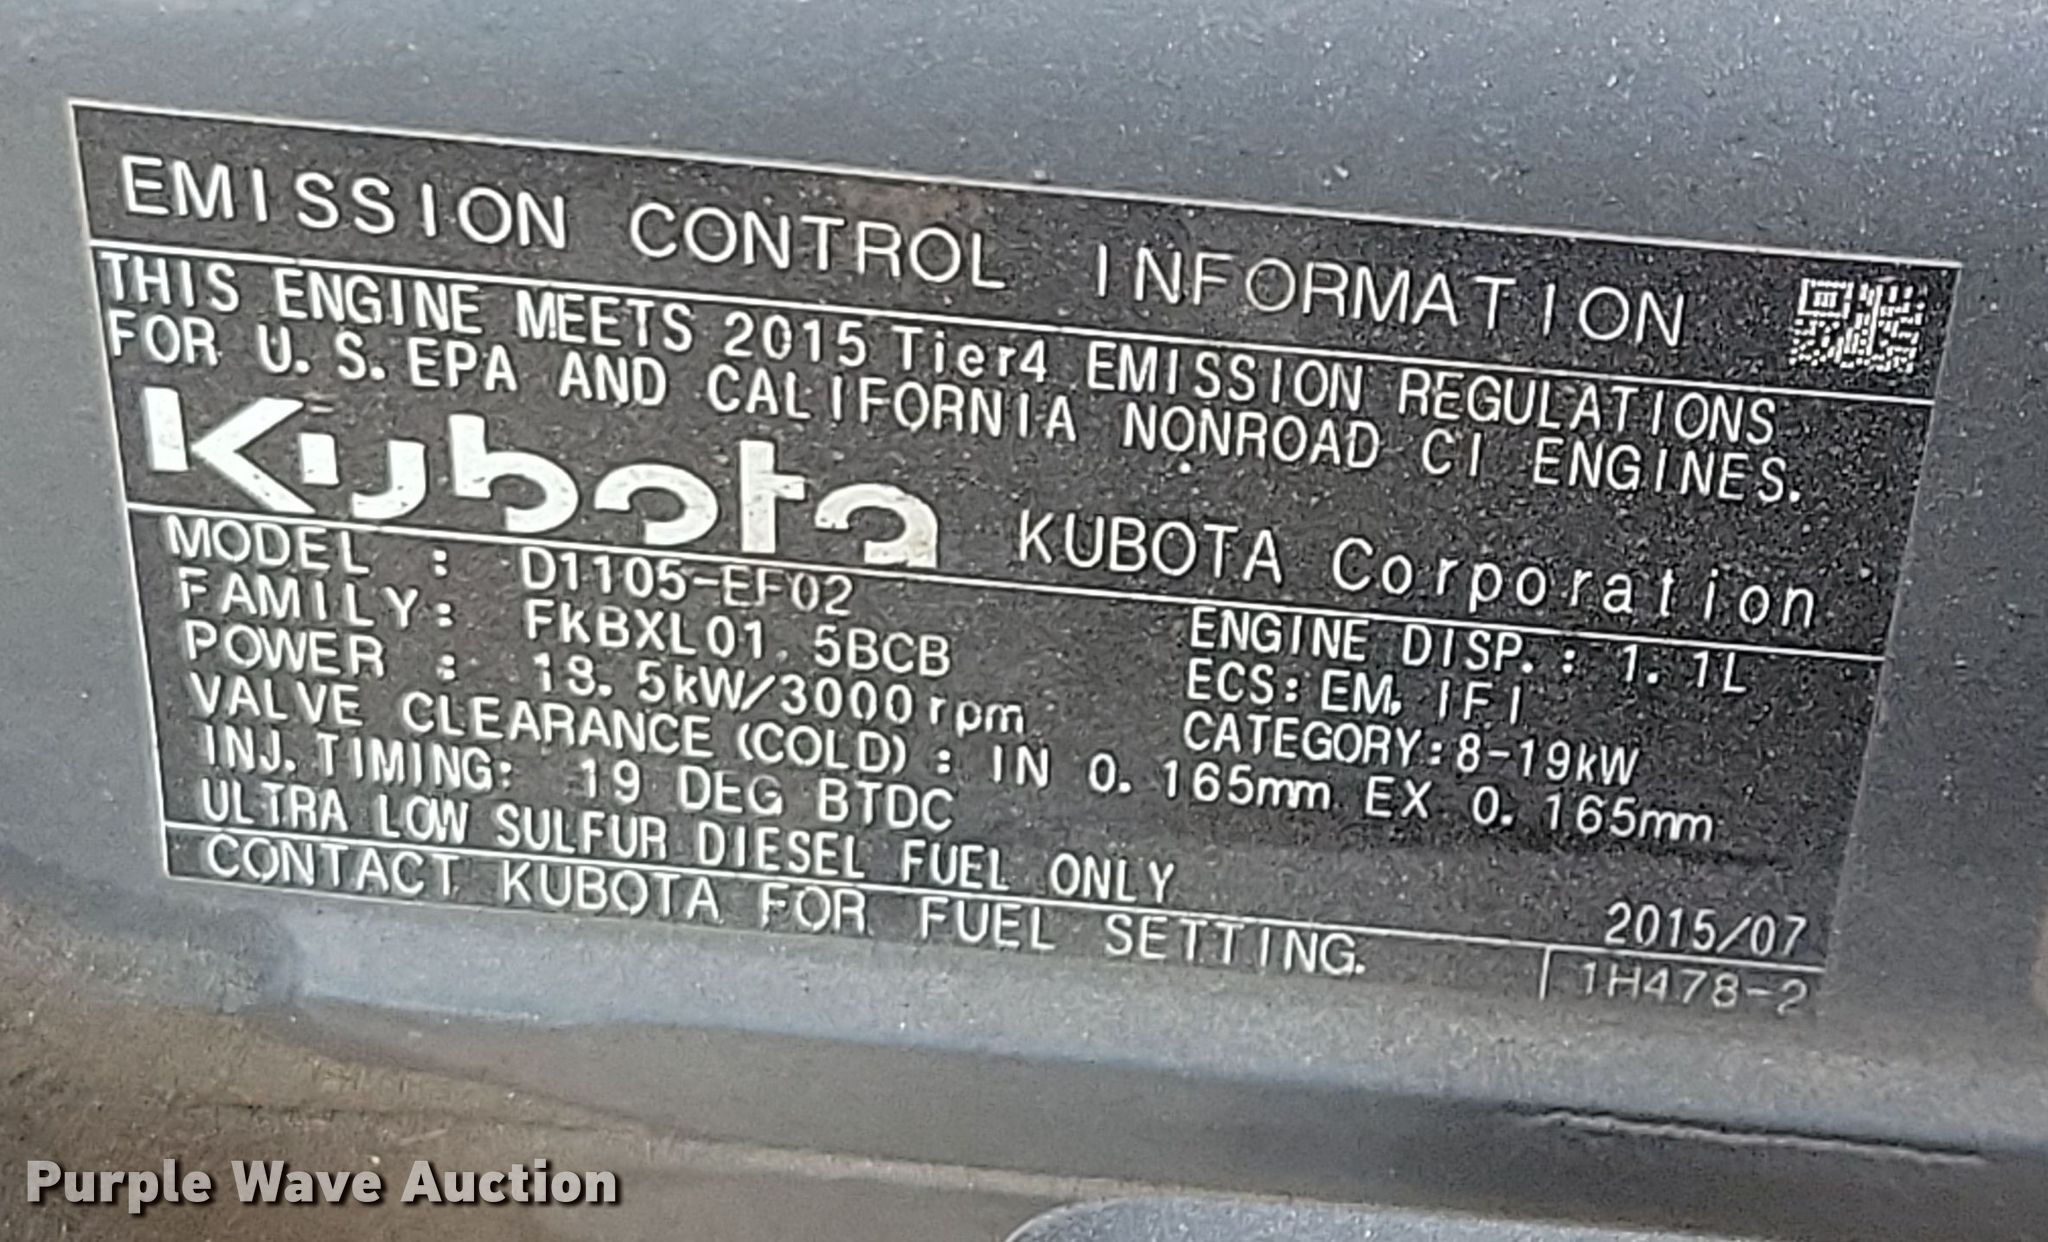 EMISSION CONTROL INFORMATION
THIS ENGINE MEETS 2015 Tier4 EMISSION REGULATIONS
FOR U.S.EPA AND CALIFORNIA NONROAD CI ENGINES.
Kubota KUBOTA Corporation
MODEL : D1105-EF02 ENGINE DISP.: 1.1L
FAMILY: FKBXL01.5BCB ECS: EM, IFI
POWER : 18.5kW/3000rpm CATEGORY:8-19kW
VALVE CLEARANCE (COLD) : IN 0.165mm EX 0.165mm
INJ.TIMING: 19 DEG BTDC
ULTRA LOW SULFUR DIESEL FUEL ONLY 2015/07
CONTACT KUBOTA FOR FUEL SETTING. 1H478-2
Purple Wave Auction